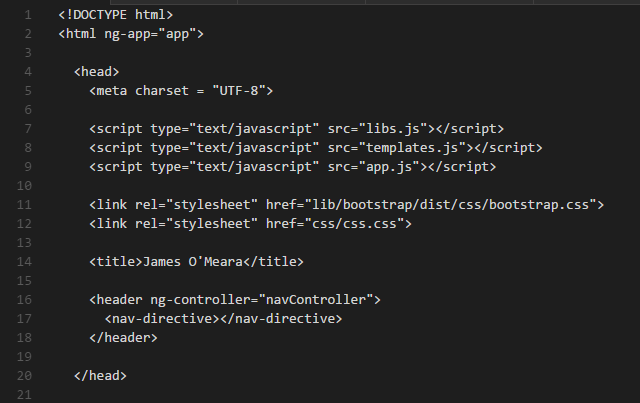 1 <!DOCTYPE html>
2 <html ng-app="app">
3
4 <head>
5 <meta charset = "UTF-8">
6
7 <script type="text/javascript" src="libs.js"></script>
8 <script type="text/javascript" src="templates.js"></script>
9 <script type="text/javascript" src="app.js"></script>
10
11 <link rel="stylesheet" href="lib/bootstrap/dist/css/bootstrap.css">
12 <link rel="stylesheet" href="css/css.css">
13
14 <title>James O'Meara</title>
15
16 <header ng-controller="navController">
17 <nav-directive></nav-directive>
18 </header>
19
20 </head>
21